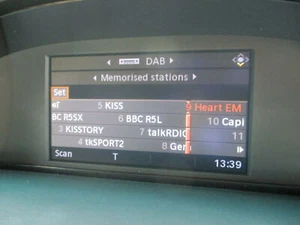 DAB
Memorised stations
Set
5 KISS
9 Heart EM
BC R5SX
6 BBC R5L
10 Capi
3 KISSTORY
7 talkRDIO
11
4 tkSPORT2
8 Gen
Scan
T
13:39